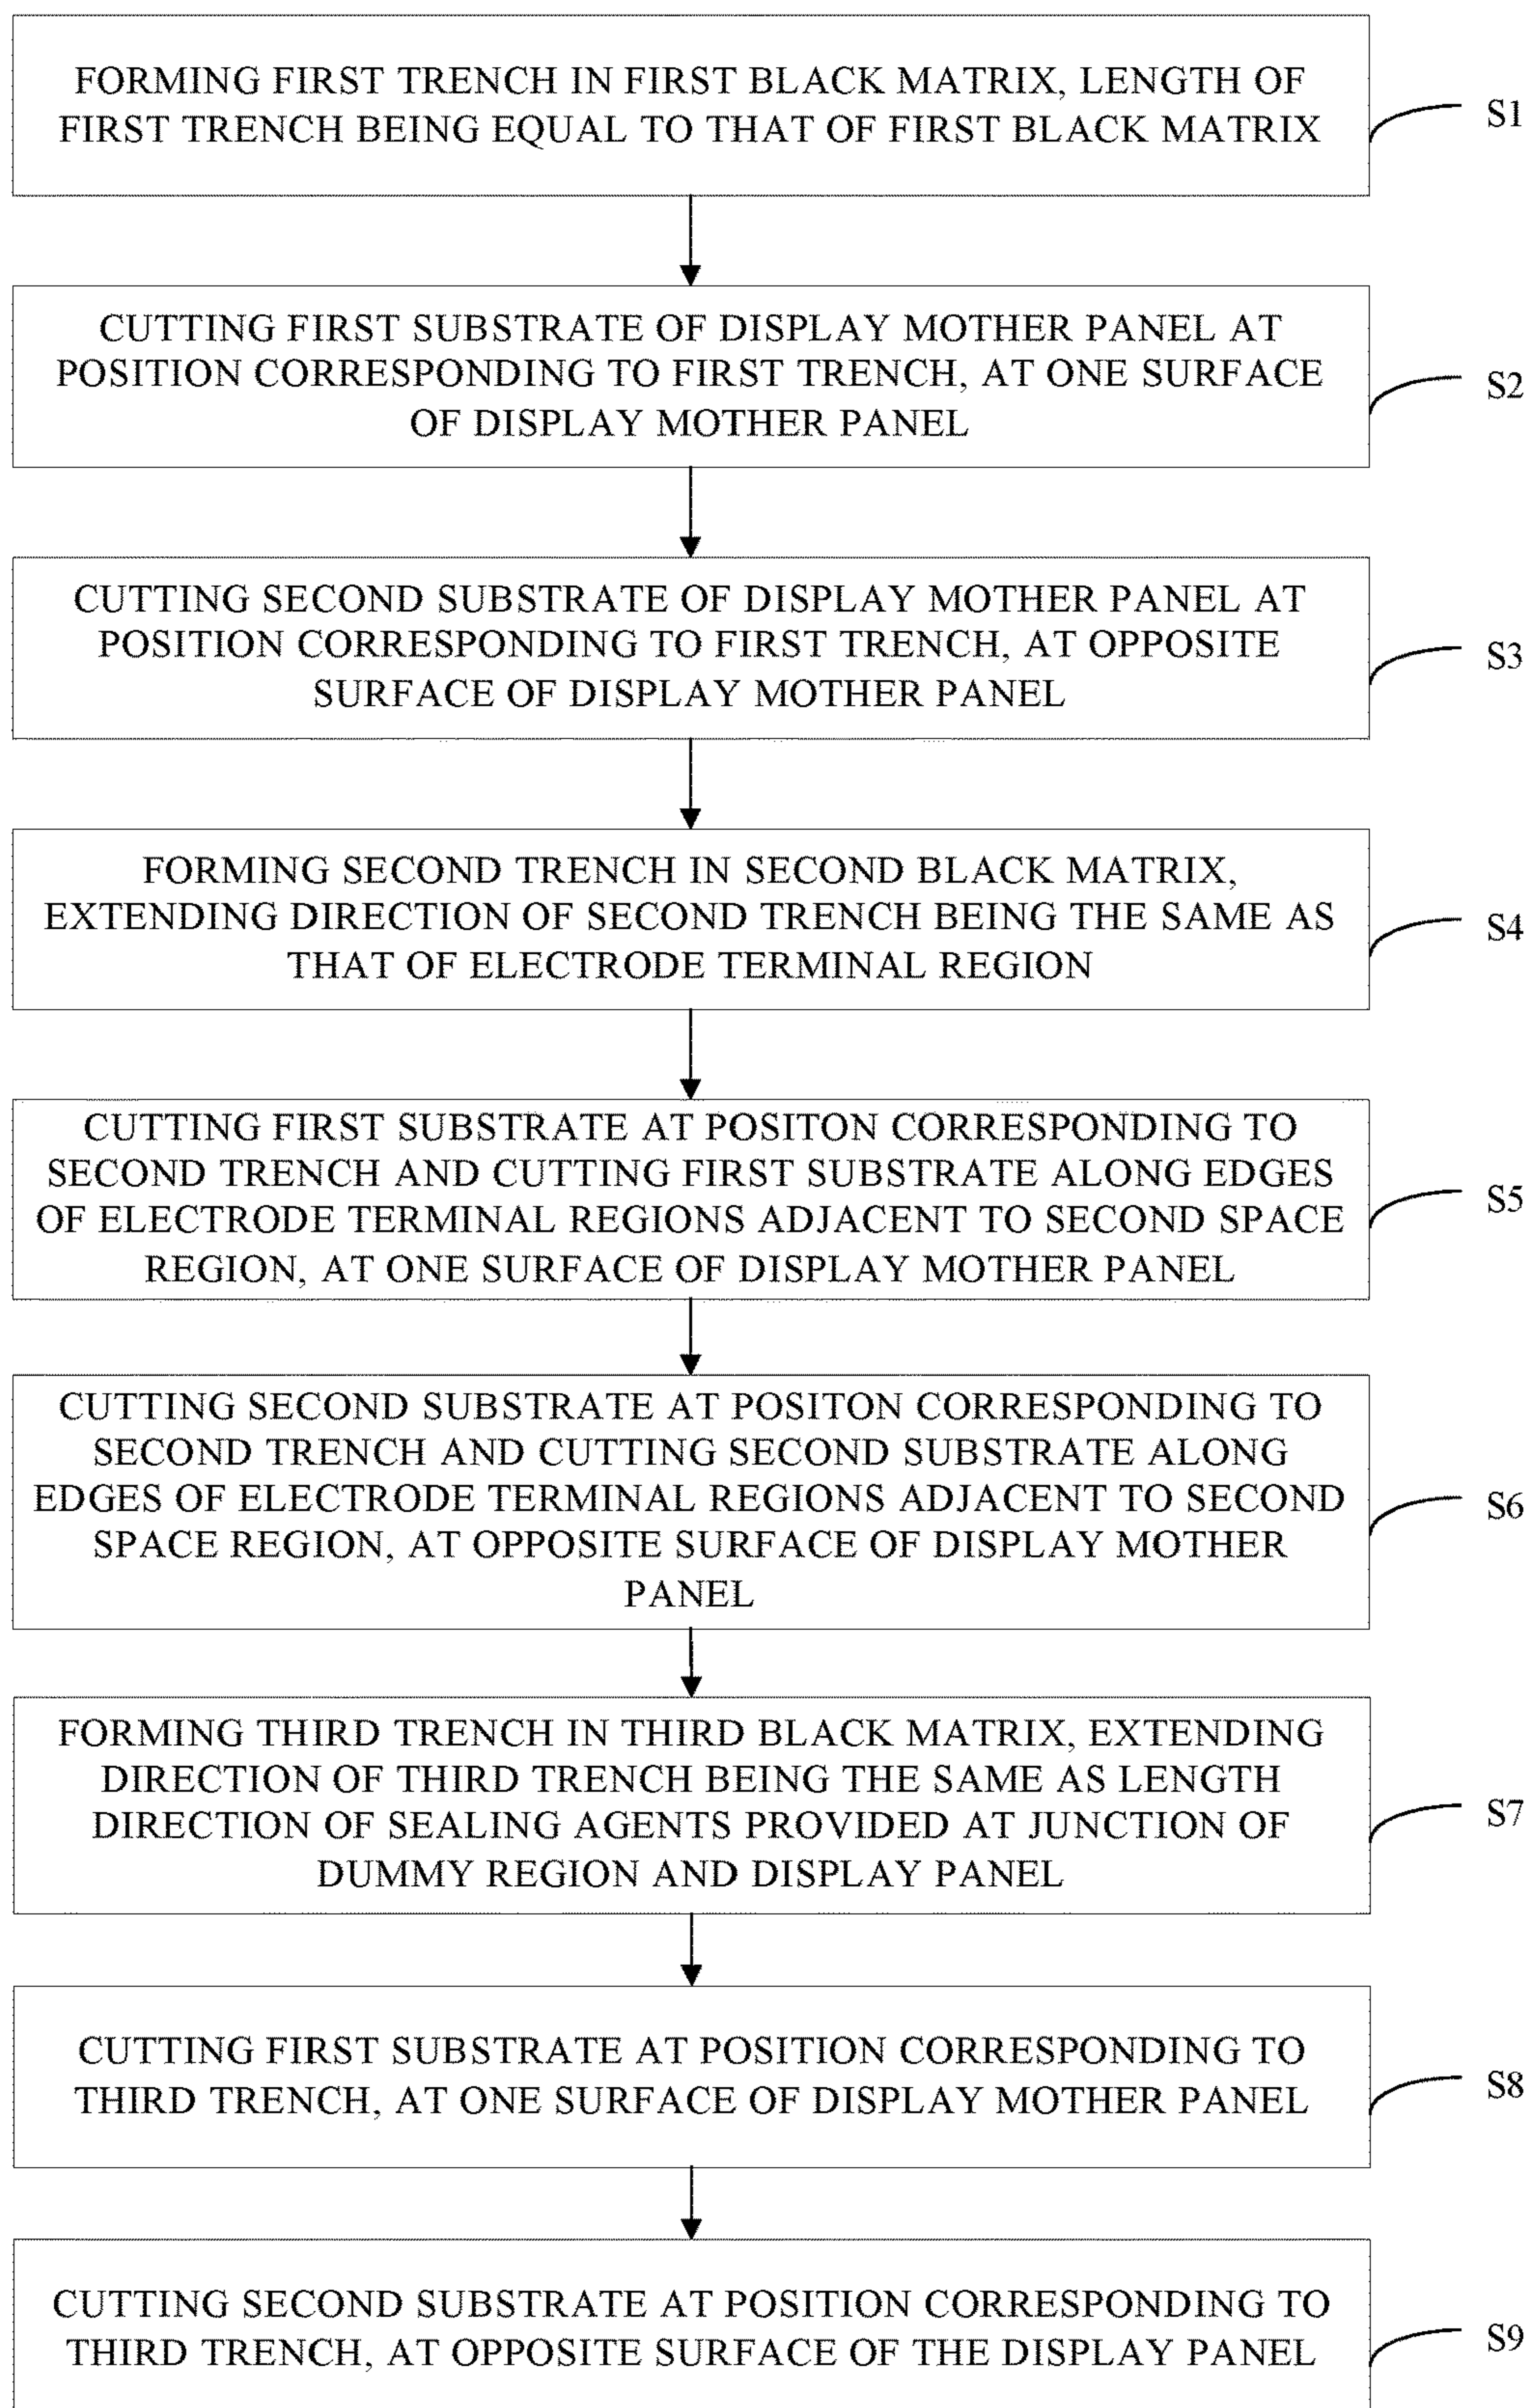 FORMING FIRST TRENCH IN FIRST BLACK MATRIX, LENGTH OF
FIRST TRENCH BEING EQUAL TO THAT OF FIRST BLACK MATRIX
S1
CUTTING FIRST SUBSTRATE OF DISPLAY MOTHER PANEL AT
POSITION CORRESPONDING TO FIRST TRENCH, AT ONE SURFACE
OF DISPLAY MOTHER PANEL
S2
CUTTING SECOND SUBSTRATE OF DISPLAY MOTHER PANEL AT
POSITION CORRESPONDING TO FIRST TRENCH, AT OPPOSITE
SURFACE OF DISPLAY MOTHER PANEL
S3
FORMING SECOND TRENCH IN SECOND BLACK MATRIX,
EXTENDING DIRECTION OF SECOND TRENCH BEING THE SAME AS
THAT OF ELECTRODE TERMINAL REGION
S4
CUTTING FIRST SUBSTRATE AT POSITON CORRESPONDING TO
SECOND TRENCH AND CUTTING FIRST SUBSTRATE ALONG EDGES
OF ELECTRODE TERMINAL REGIONS ADJACENT TO SECOND SPACE
REGION, AT ONE SURFACE OF DISPLAY MOTHER PANEL
S5
CUTTING SECOND SUBSTRATE AT POSITON CORRESPONDING TO
SECOND TRENCH AND CUTTING SECOND SUBSTRATE ALONG
EDGES OF ELECTRODE TERMINAL REGIONS ADJACENT TO SECOND
SPACE REGION, AT OPPOSITE SURFACE OF DISPLAY MOTHER
PANEL
S6
FORMING THIRD TRENCH IN THIRD BLACK MATRIX, EXTENDING
DIRECTION OF THIRD TRENCH BEING THE SAME AS LENGTH
DIRECTION OF SEALING AGENTS PROVIDED AT JUNCTION OF
DUMMY REGION AND DISPLAY PANEL
S7
CUTTING FIRST SUBSTRATE AT POSITION CORRESPONDING TO
THIRD TRENCH, AT ONE SURFACE OF DISPLAY MOTHER PANEL
S8
CUTTING SECOND SUBSTRATE AT POSITION CORRESPONDING TO
THIRD TRENCH, AT OPPOSITE SURFACE OF THE DISPLAY PANEL
S9